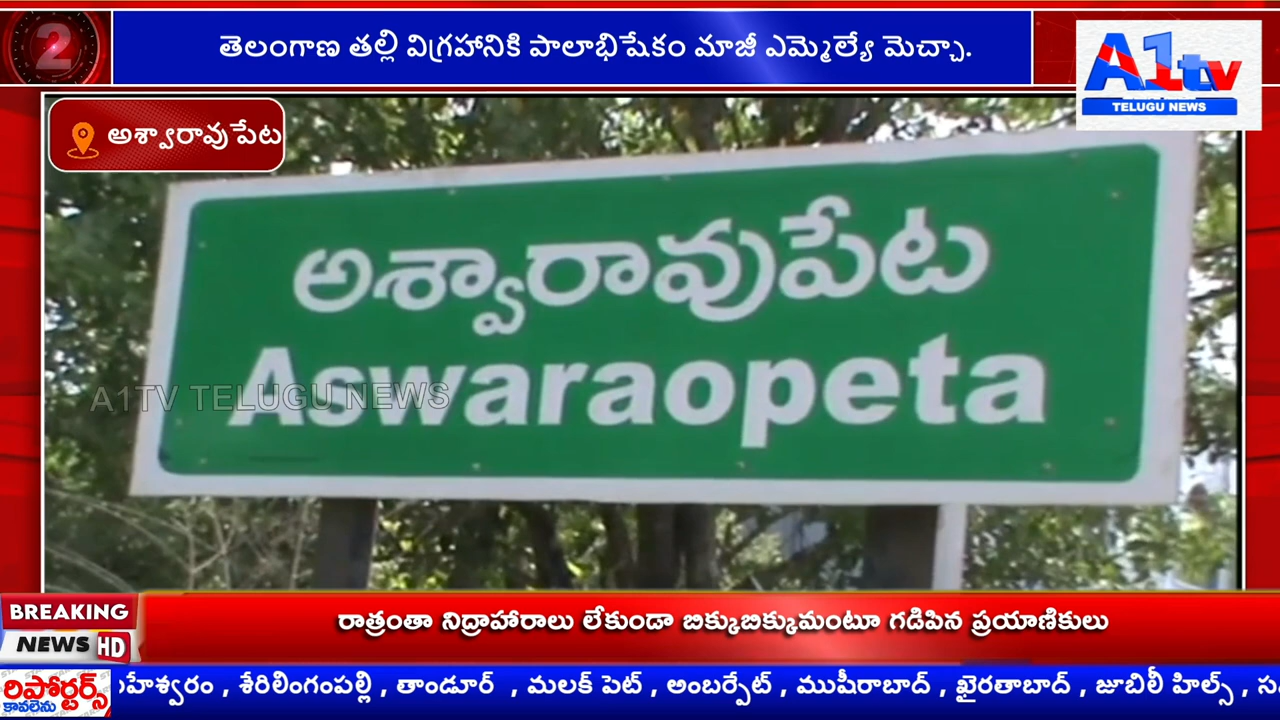 2
తెలంగాణ తల్లి విగ్రహానికి పాలాభిషేకం మాజీ ఎమ్మెల్యే మెచ్చా.
A1tv
TELUGU NEWS
అశ్వారావుపేట
అశ్వారావుపేట
Aswaraopeta
A1TV TELUGU NEWS
BREAKING
NEWS HD
రాత్రంతా నిద్రాహారాలు లేకుండా బిక్కుబిక్కుమంటూ గడిపిన ప్రయాణికులు
రిపోర్టర్స్
కావలెను
, శేరిలింగంపల్లి , తాండూర్ , మలక్ పెట్ , అంబర్పేట్ , ముషీరాబాద్ , ఖైరతాబాద్ , జూబిలీ హిల్స్ ,